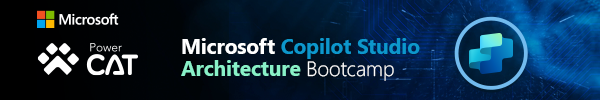 Microsoft
Power
CAT
Microsoft Copilot Studio
Architecture Bootcamp